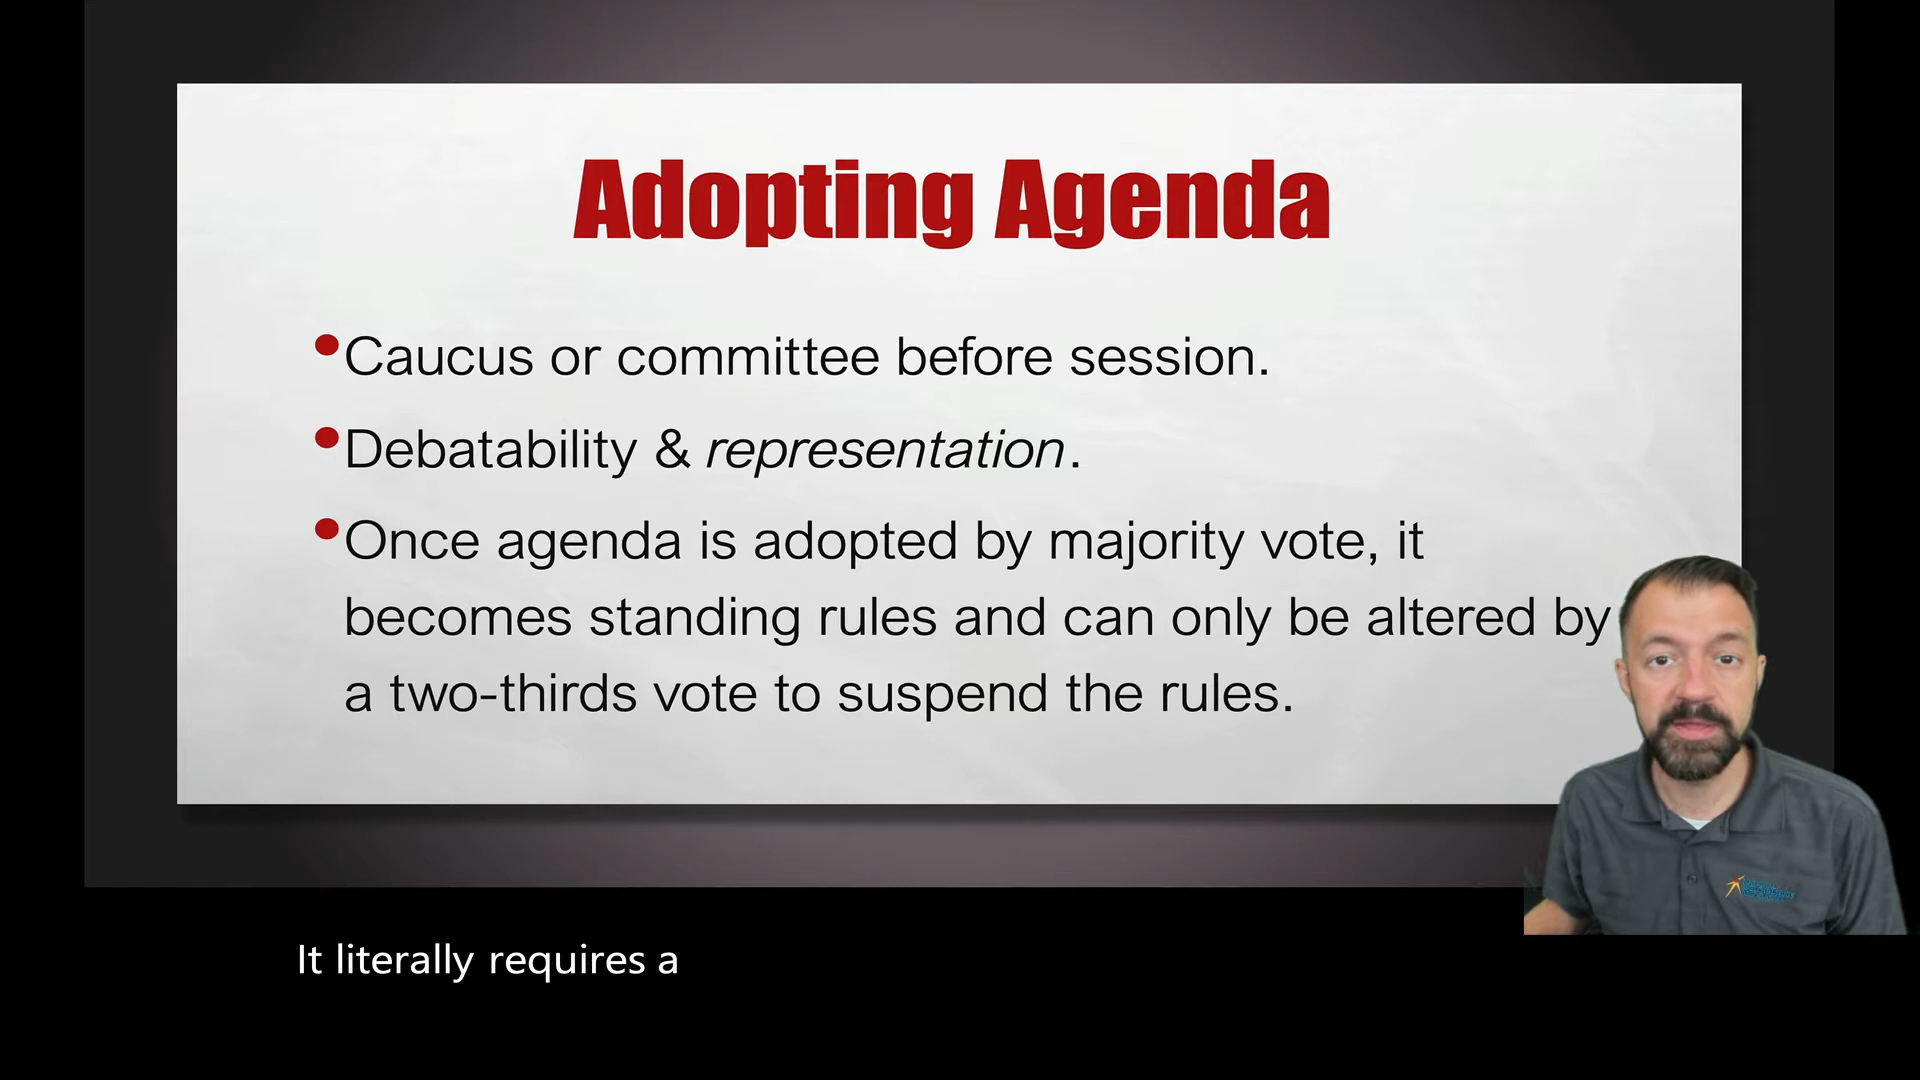 Adopting Agenda
•Caucus or committee before session.
•Debatability & representation.
•Once agenda is adopted by majority vote, it
becomes standing rules and can only be altered by
a two-thirds vote to suspend the rules.
It literally requires a